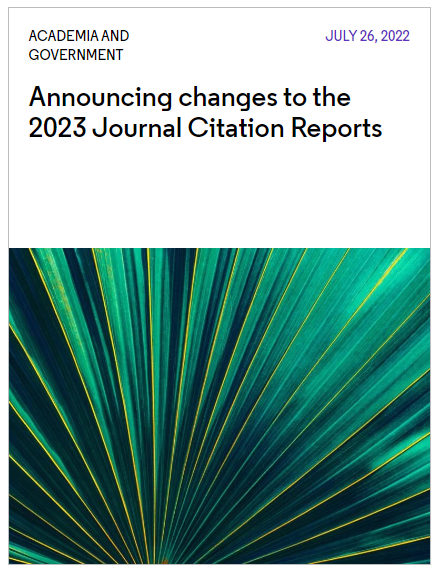 ACADEMIA AND
GOVERNMENT
JULY 26, 2022
Announcing changes to the
2023 Journal Citation Reports